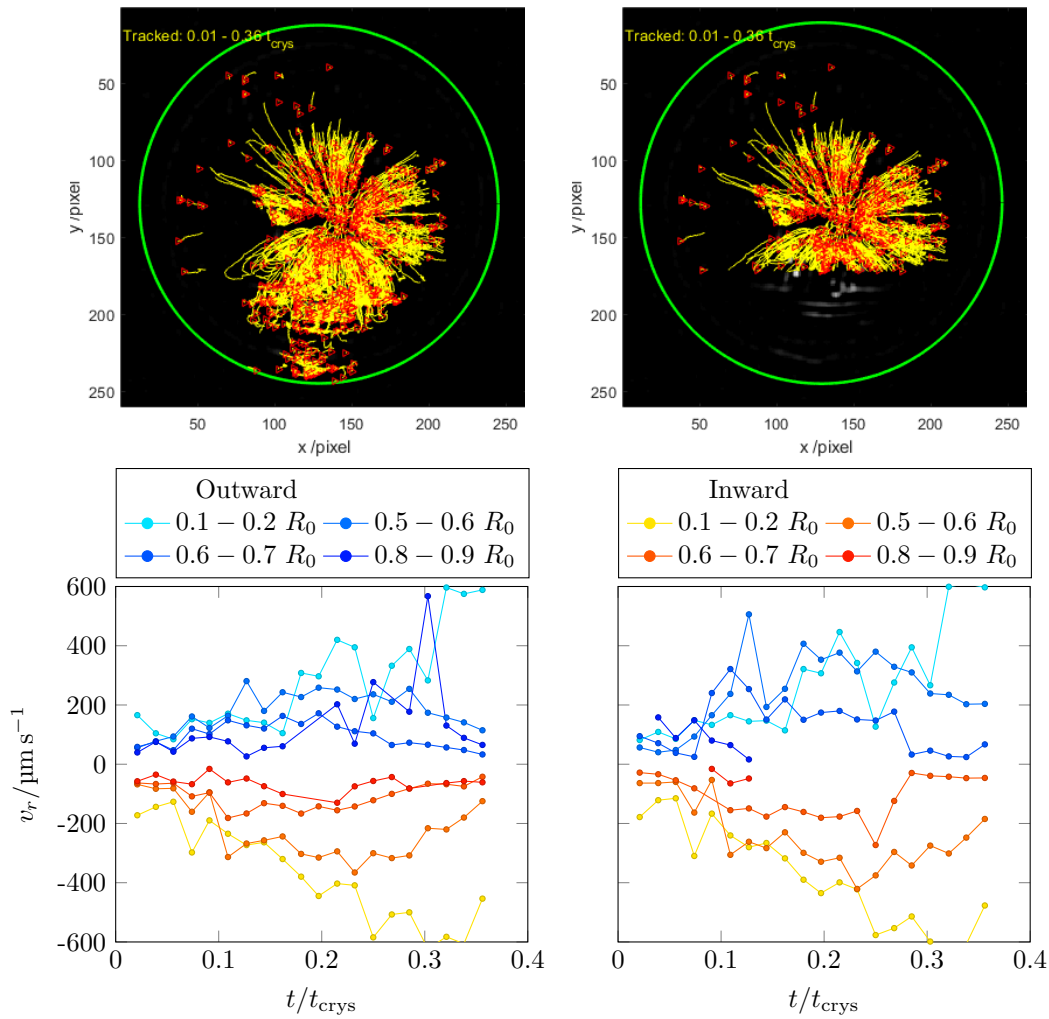 Tracked: 0.01 - 0.36 t_crys
50
100
150
200
250
y /pixel
50 100 150 200 250
x /pixel
Tracked: 0.01 - 0.36 t_crys
50
100
150
200
250
y /pixel
50 100 150 200 250
x /pixel
Outward
0.1 − 0.2 R_0 0.5 − 0.6 R_0
0.6 − 0.7 R_0 0.8 − 0.9 R_0
Inward
0.1 − 0.2 R_0 0.5 − 0.6 R_0
0.6 − 0.7 R_0 0.8 − 0.9 R_0
600
400
200
0
-200
-400
-600
v_r/µm s⁻¹
0 0.1 0.2 0.3 0.4
t/t_crys
0 0.1 0.2 0.3 0.4
t/t_crys